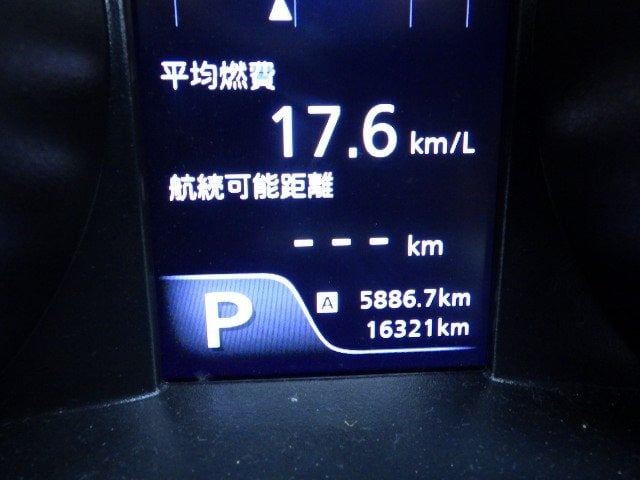 平均燃費
17.6 km/L
航続可能距離
--- km
P
A 5886.7km
16321km